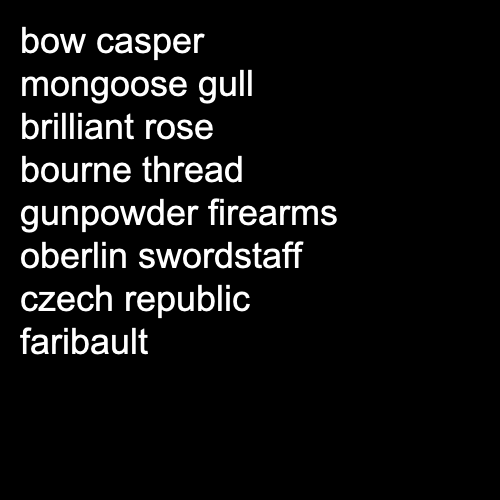 bow casper
mongoose gull
brilliant rose
bourne thread
gunpowder firearms
oberlin swordstaff
czech republic
faribault